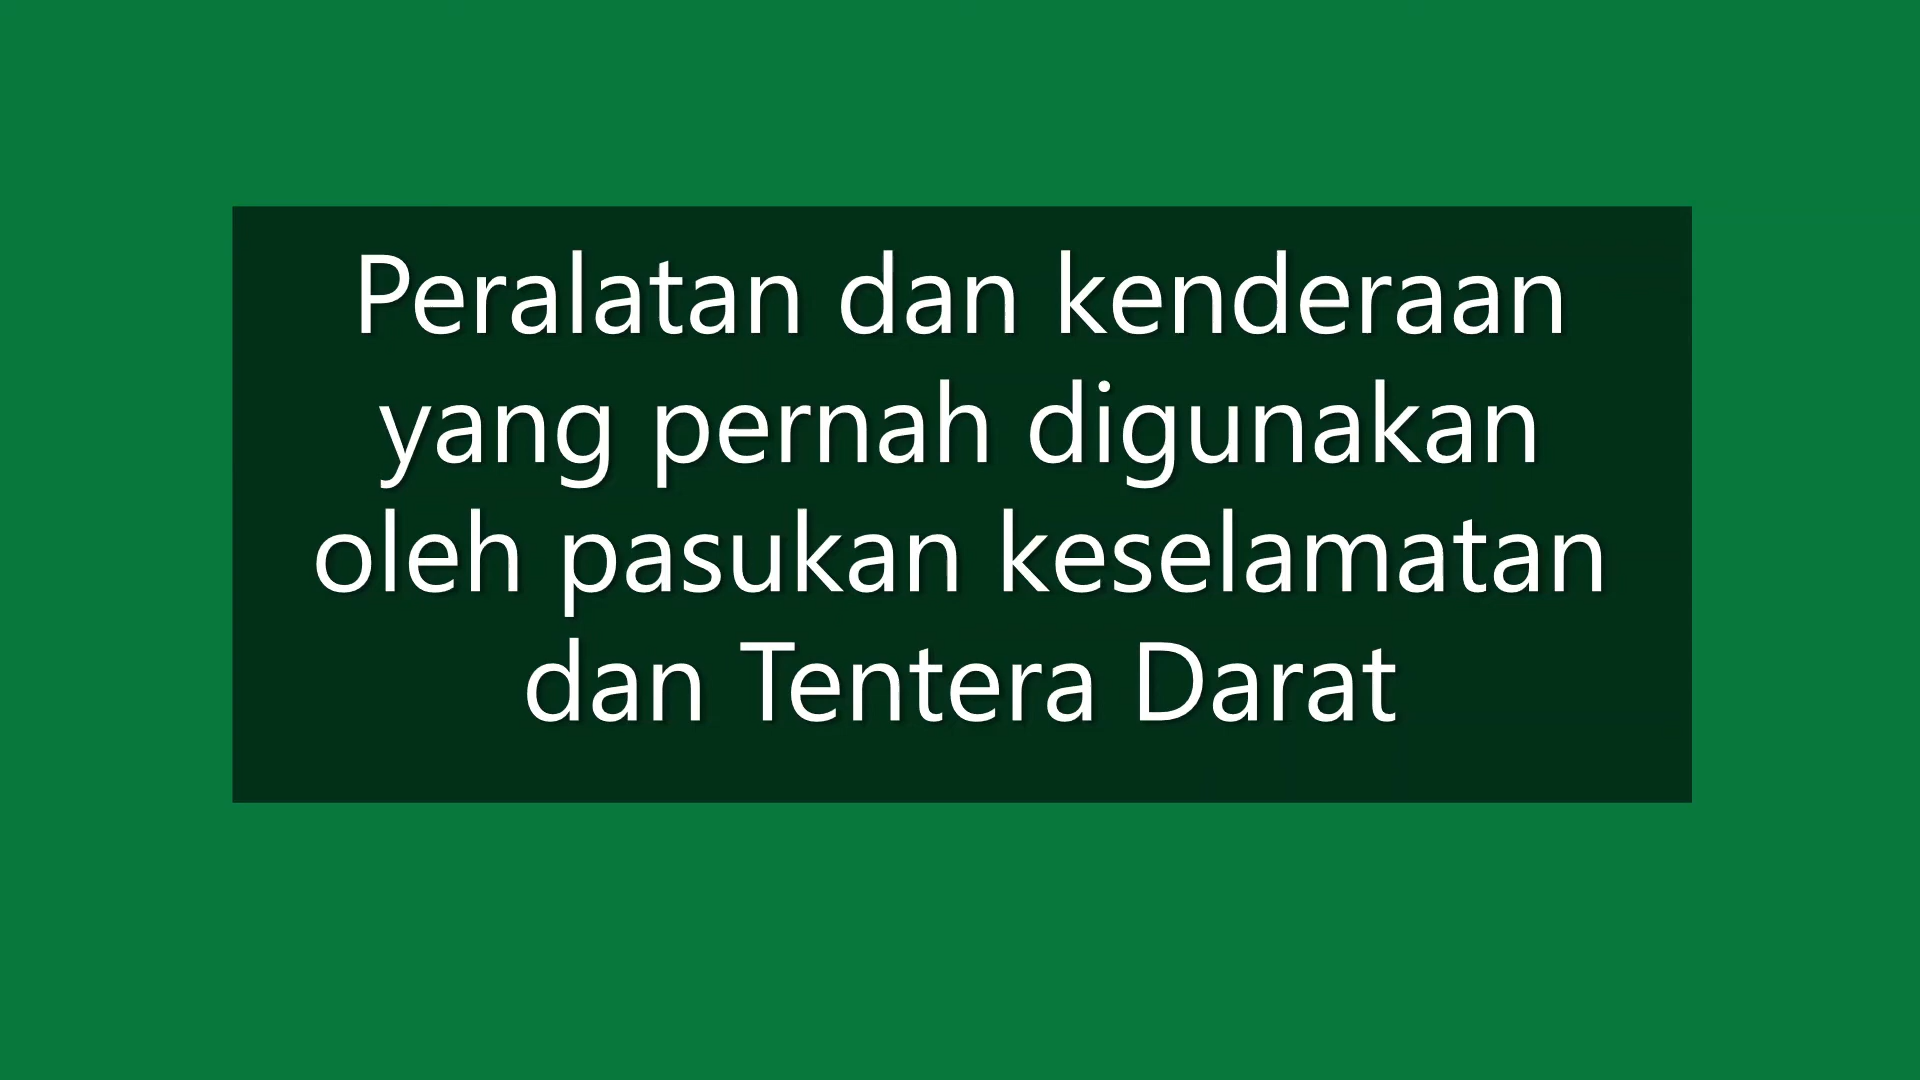 Peralatan dan kenderaan
yang pernah digunakan
oleh pasukan keselamatan
dan Tentera Darat